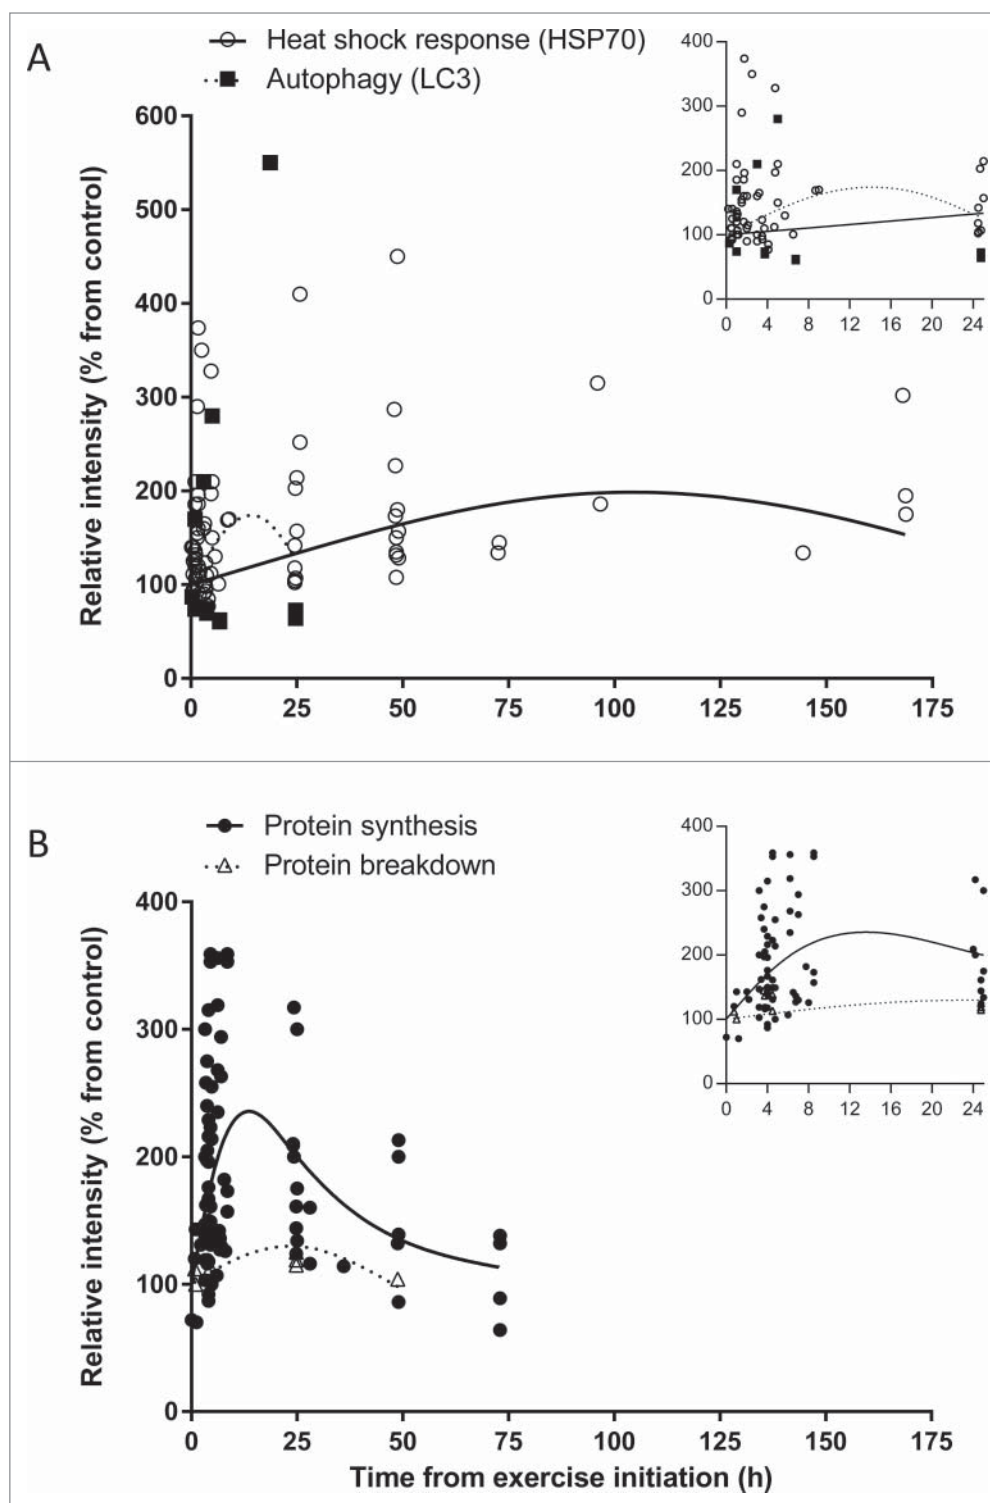 A
Heat shock response (HSP70)
Autophagy (LC3)
Relative intensity (% from control)
600
500
400
300
200
100
0
0 25 50 75 100 125 150 175
400
300
200
100
0
0 4 8 12 16 20 24
B
Protein synthesis
Protein breakdown
Relative intensity (% from control)
400
300
200
100
0
0 25 50 75 100 125 150 175
Time from exercise initiation (h)
400
300
200
100
0
0 4 8 12 16 20 24